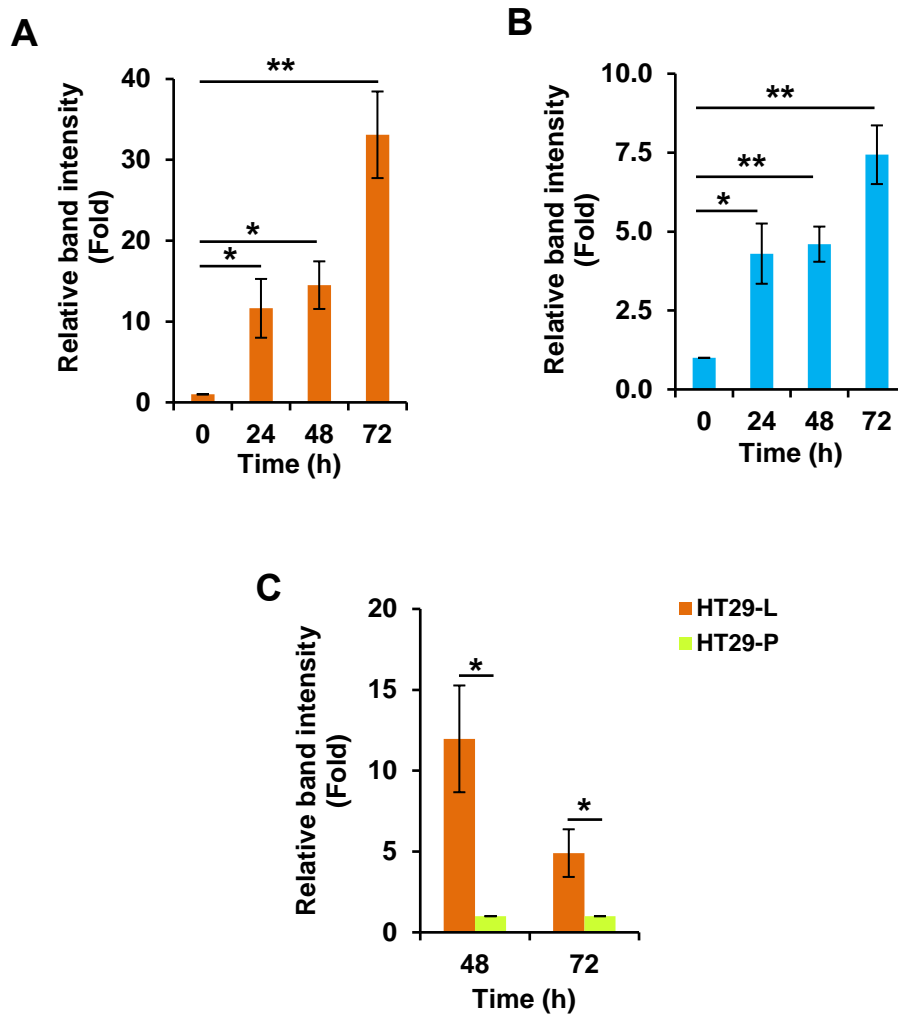 A
Relative band intensity
(Fold)
40
30
20
10
0
**
*
*
0 24 48 72
Time (h)
B
Relative band intensity
(Fold)
10.0
7.5
5.0
2.5
0.0
**
**
*
0 24 48 72
Time (h)
C
Relative band intensity
(Fold)
20
15
10
5
0
*
*
48 72
Time (h)
HT29-L
HT29-P